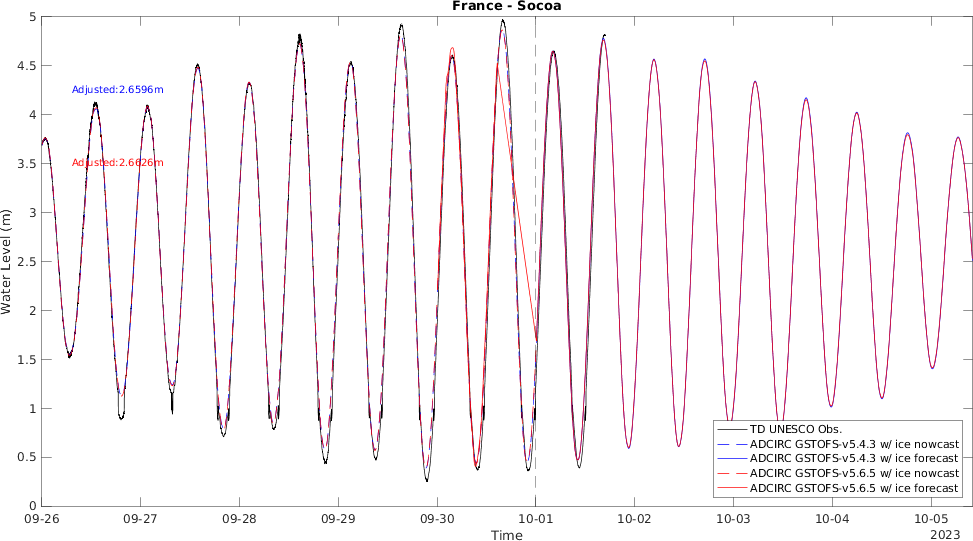 France - Socoa
5
4.5
4
3.5
3
2.5
2
1.5
1
0.5
0
Water Level (m)
Adjusted:2.6596m
Adjusted:2.6626m
TD UNESCO Obs.
ADCIRC GSTOFS-v5.4.3 w/ ice nowcast
ADCIRC GSTOFS-v5.4.3 w/ ice forecast
ADCIRC GSTOFS-v5.6.5 w/ ice nowcast
ADCIRC GSTOFS-v5.6.5 w/ ice forecast
09-26 09-27 09-28 09-29 09-30 10-01 10-02 10-03 10-04 10-05
Time
2023